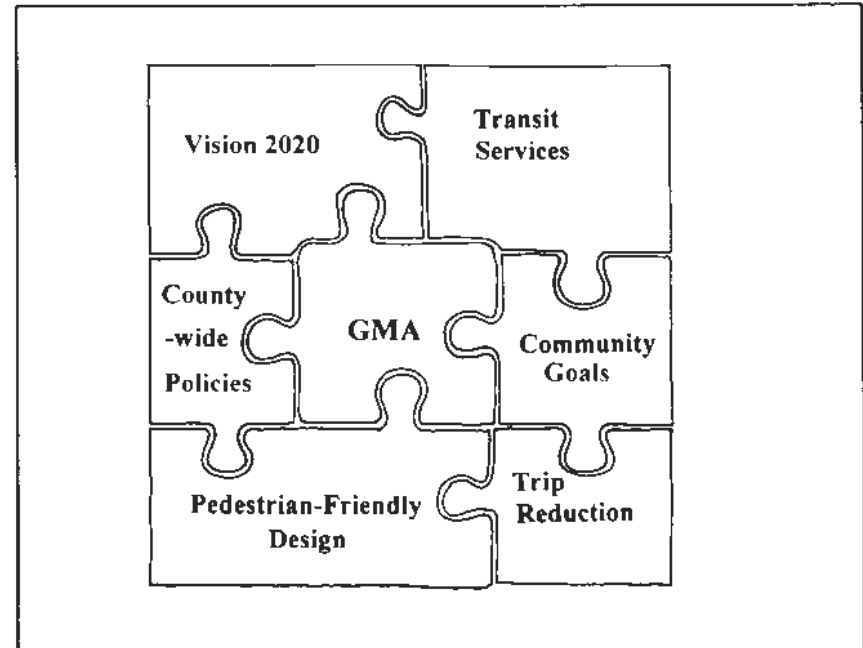 Vision 2020
Transit
Services
County
-wide
Policies
GMA
Community
Goals
Pedestrian-Friendly
Design
Trip
Reduction